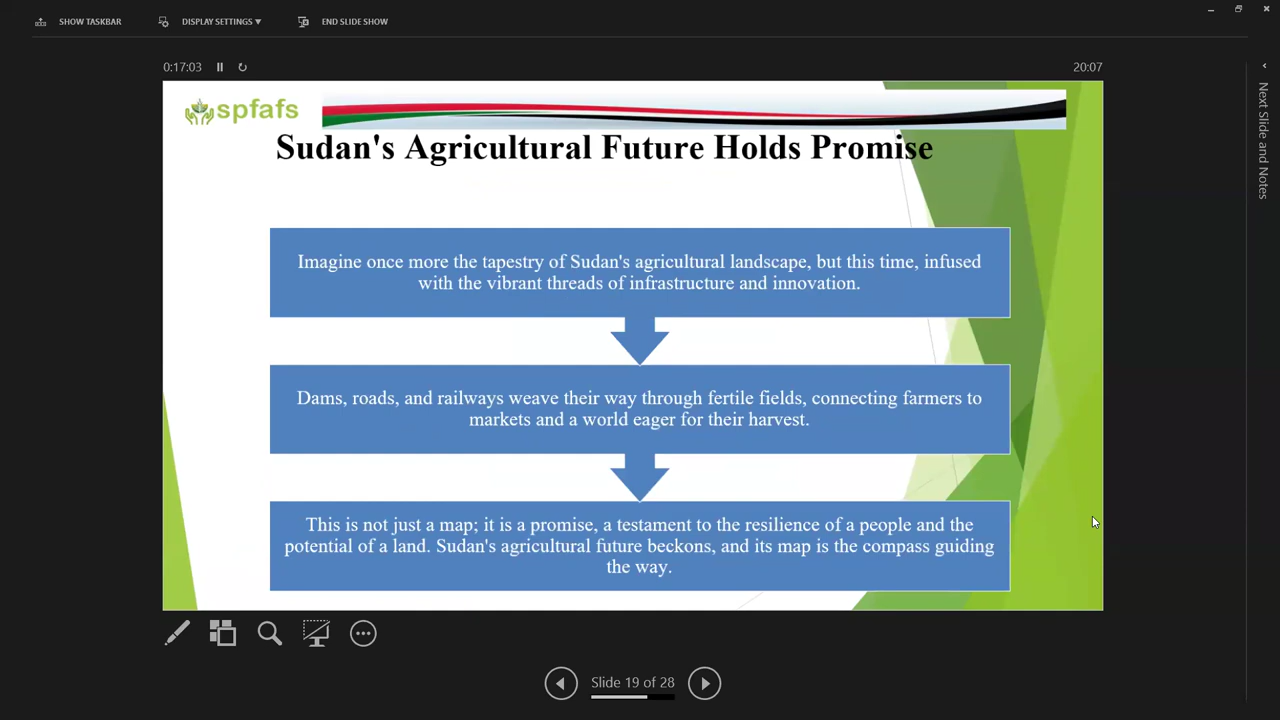 SHOW TASKBAR
DISPLAY SETTINGS
END SLIDE SHOW
0:17:03
20:07
Next Slide and Notes
spfafs
Sudan's Agricultural Future Holds Promise
Imagine once more the tapestry of Sudan's agricultural landscape, but this time, infused
with the vibrant threads of infrastructure and innovation.
Dams, roads, and railways weave their way through fertile fields, connecting farmers to
markets and a world eager for their harvest.
This is not just a map; it is a promise, a testament to the resilience of a people and the
potential of a land. Sudan's agricultural future beckons, and its map is the compass guiding
the way.
Slide 19 of 28